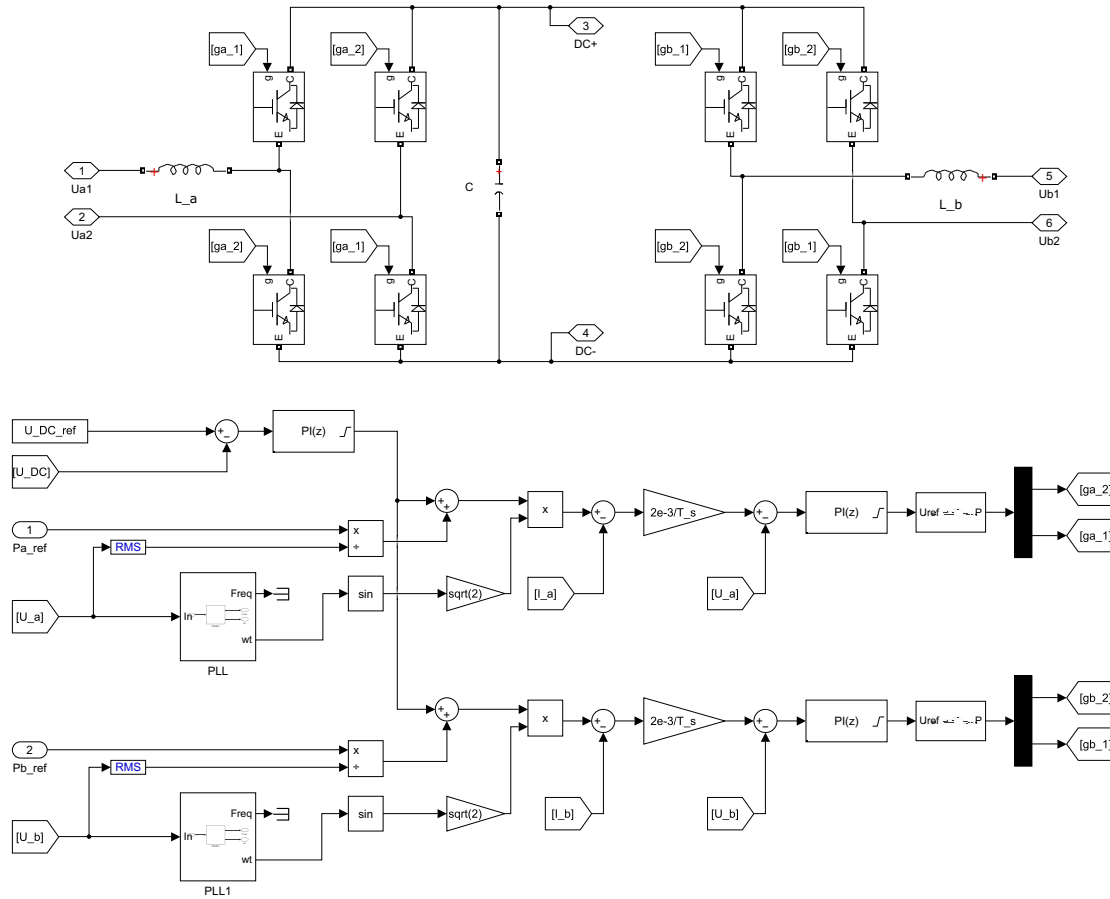 3
DC+
[ga_1]
[ga_2]
[gb_1]
[gb_2]
g
C
E
g
C
E
g
C
E
g
C
E
1
Ua1
+
L_a
2
Ua2
C
+
L_b
+
5
Ub1
6
Ub2
[ga_2]
[ga_1]
[gb_2]
[gb_1]
g
C
E
g
C
E
g
C
E
g
C
E
4
DC-
U_DC_ref
[U_DC]
+
−
PI(z)
1
Pa_ref
RMS
x
÷
+
+
x
+
−
2e-3/T_s
+
−
PI(z)
Uref
P
[ga_2]
[ga_1]
[U_a]
In
Freq
wt
PLL
sin
sqrt(2)
[I_a]
[U_a]
2
Pb_ref
RMS
x
÷
+
+
x
+
−
2e-3/T_s
+
−
PI(z)
Uref
P
[gb_2]
[gb_1]
[U_b]
In
Freq
wt
PLL1
sin
sqrt(2)
[I_b]
[U_b]